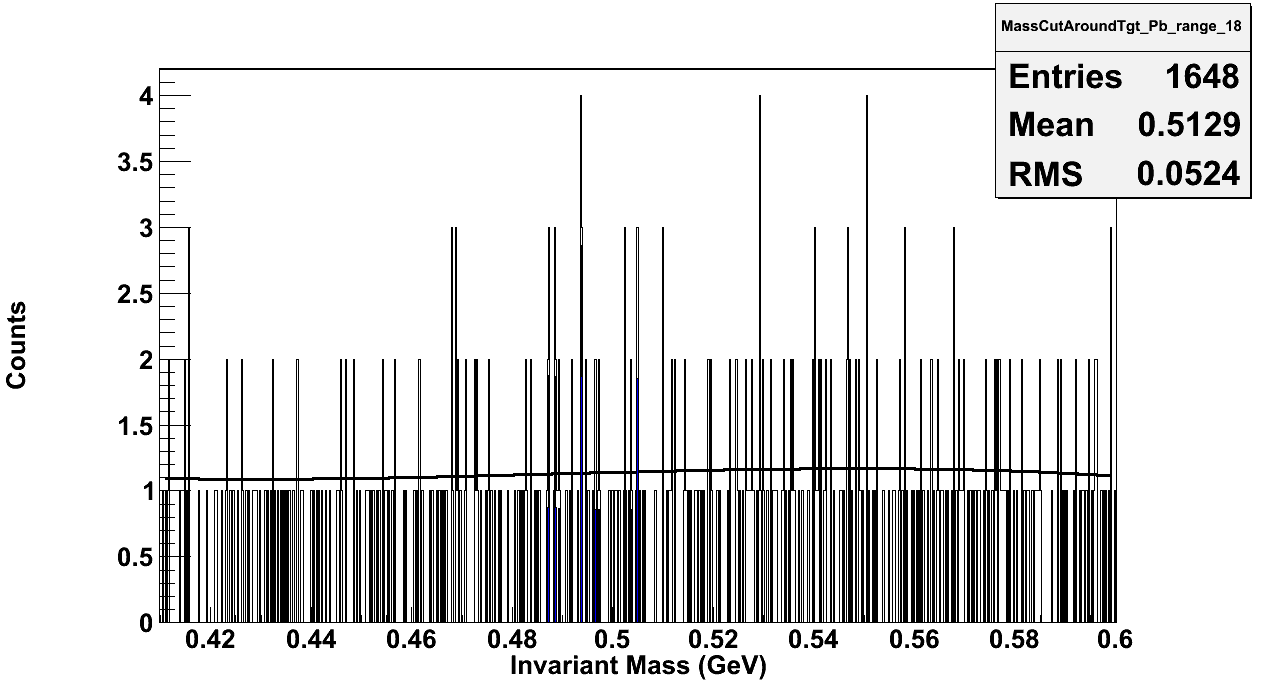 MassCutAroundTgt_Pb_range_18
Entries 1648
Mean 0.5129
RMS 0.0524
4
3.5
3
2.5
2
1.5
1
0.5
0
Counts
0.42 0.44 0.46 0.48 0.5 0.52 0.54 0.56 0.58 0.6
Invariant Mass (GeV)